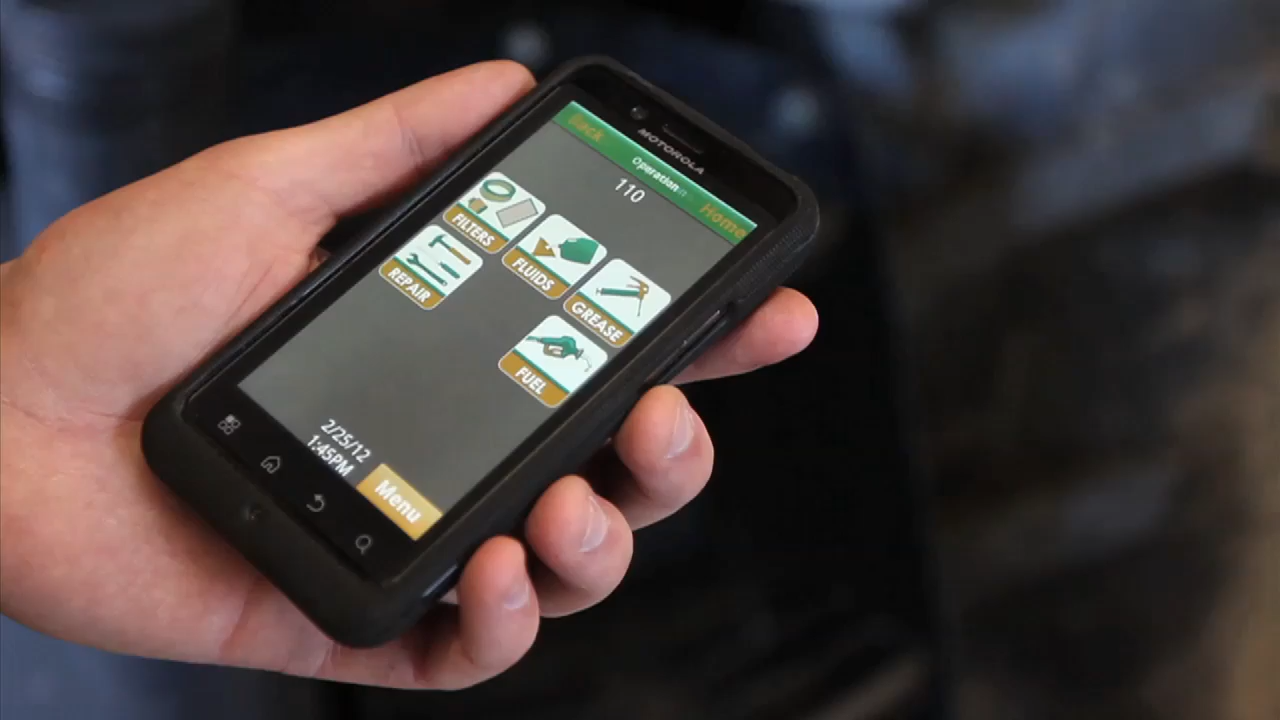 MOTOROLA
Back
Operation
Home
110
FILTERS
FLUIDS
GREASE
REPAIR
FUEL
2/25/12
1:45PM
Menu